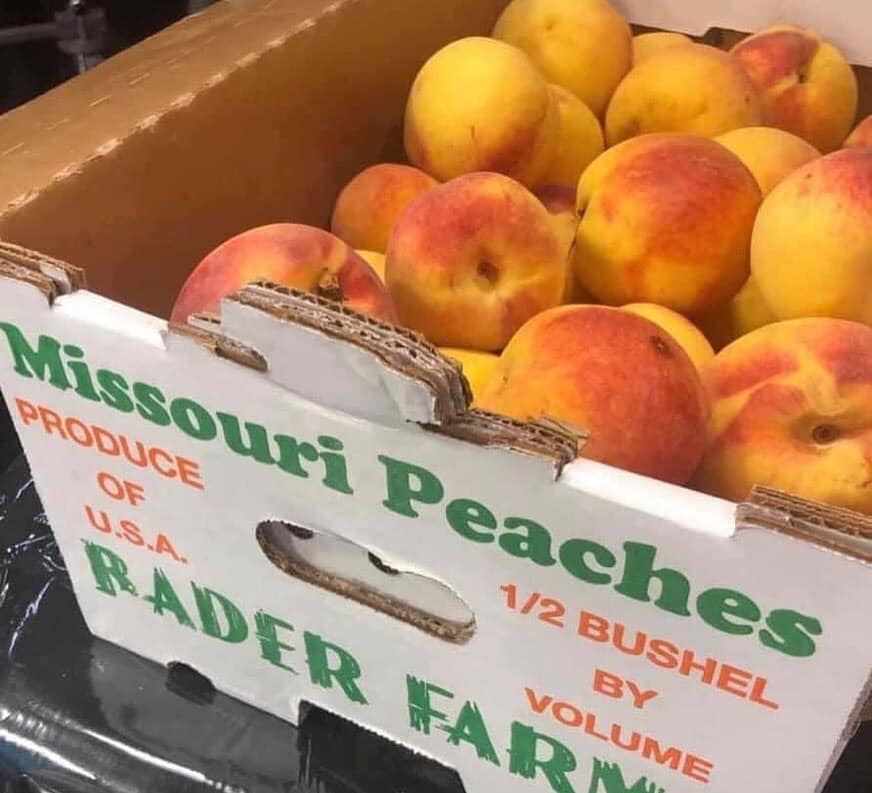 Missouri Peaches
PRODUCE
OF
U.S.A.
1/2 BUSHEL
BY
VOLUME
RADER FARM